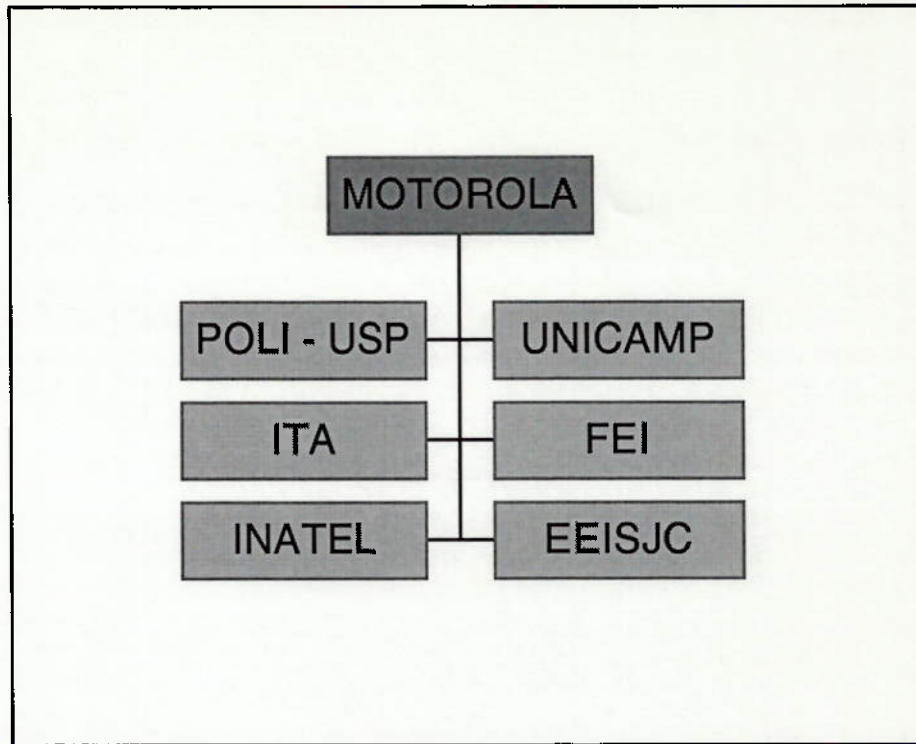 MOTOROLA
POLI - USP
UNICAMP
ITA
FEI
INATEL
EEISJC